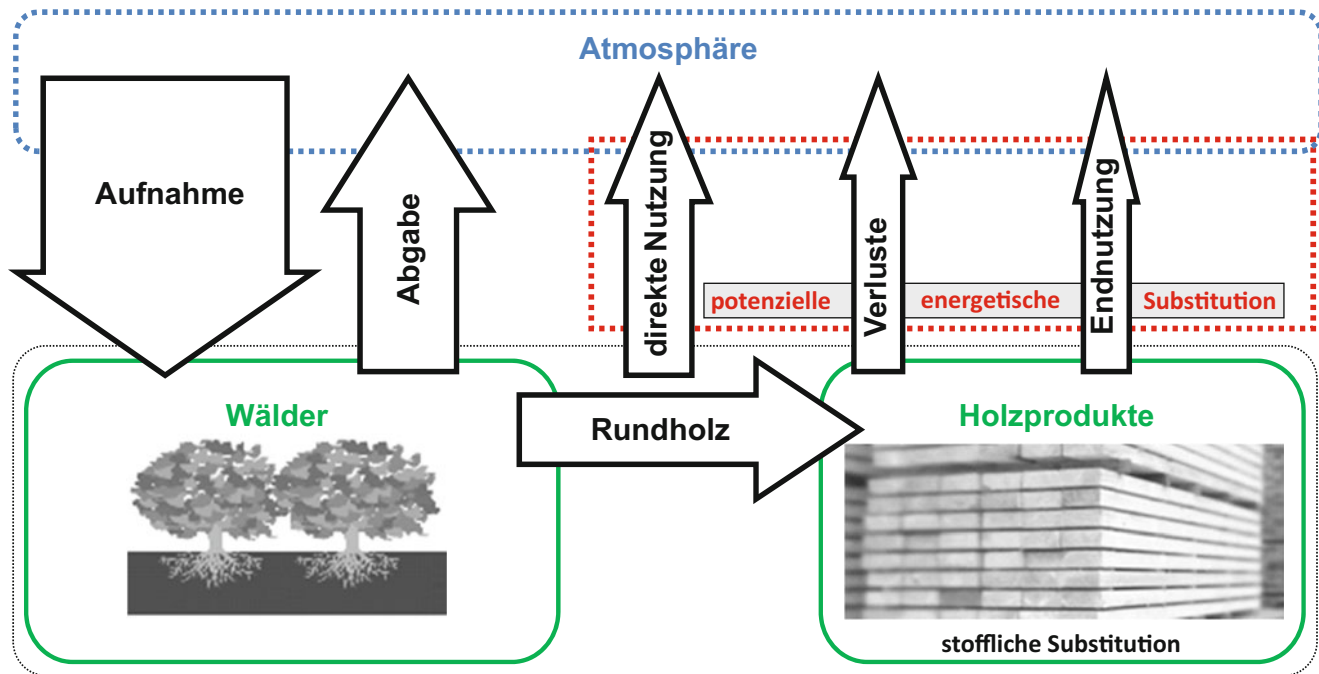 Atmosphäre
Aufnahme
Abgabe
direkte Nutzung
Verluste
Endnutzung
potenzielle energetische Substitution
Wälder
Rundholz
Holzprodukte
stoffliche Substitution